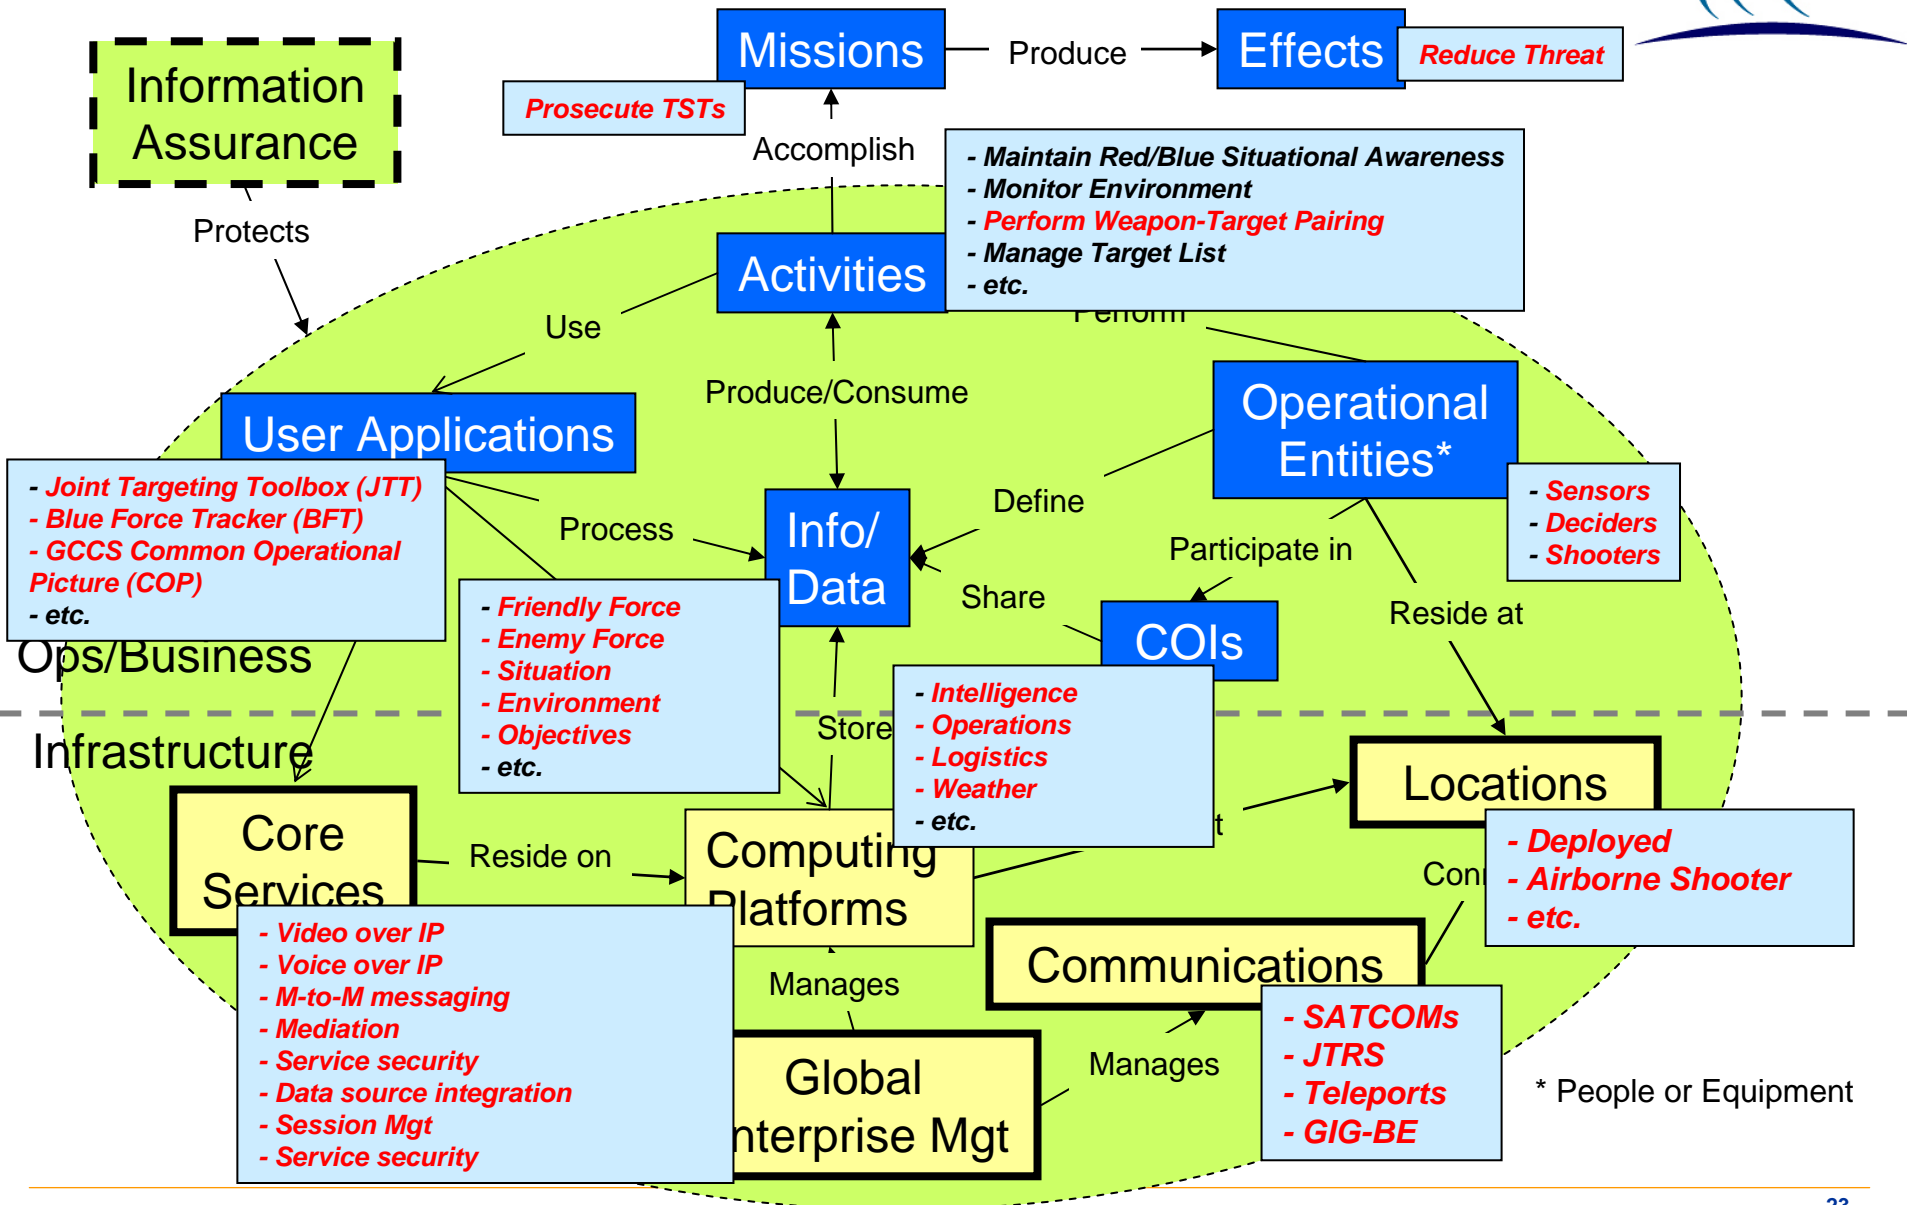 Missions
Produce
Effects
Reduce Threat
Information
Assurance
Prosecute TSTs
Accomplish
- Maintain Red/Blue Situational Awareness
- Monitor Environment
- Perform Weapon-Target Pairing
- Manage Target List
- etc.
Protects
Activities
Perform
Use
Produce/Consume
User Applications
Operational
Entities*
- Joint Targeting Toolbox (JTT)
- Blue Force Tracker (BFT)
- GCCS Common Operational
Picture (COP)
- etc.
- Sensors
- Deciders
- Shooters
Define
Process
Info/
Data
Participate in
Share
Reside at
COIs
- Friendly Force
- Enemy Force
- Situation
- Environment
- Objectives
- etc.
Ops/Business
Infrastructure
Store
- Intelligence
- Operations
- Logistics
- Weather
- etc.
Locations
Core
Services
Reside on
Computing
Platforms
t
- Deployed
- Airborne Shooter
- etc.
Con
- Video over IP
- Voice over IP
- M-to-M messaging
- Mediation
- Service security
- Data source integration
- Session Mgt
- Service security
Manages
Communications
- SATCOMs
- JTRS
- Teleports
- GIG-BE
Manages
Global
nterprise Mgt
* People or Equipment
23